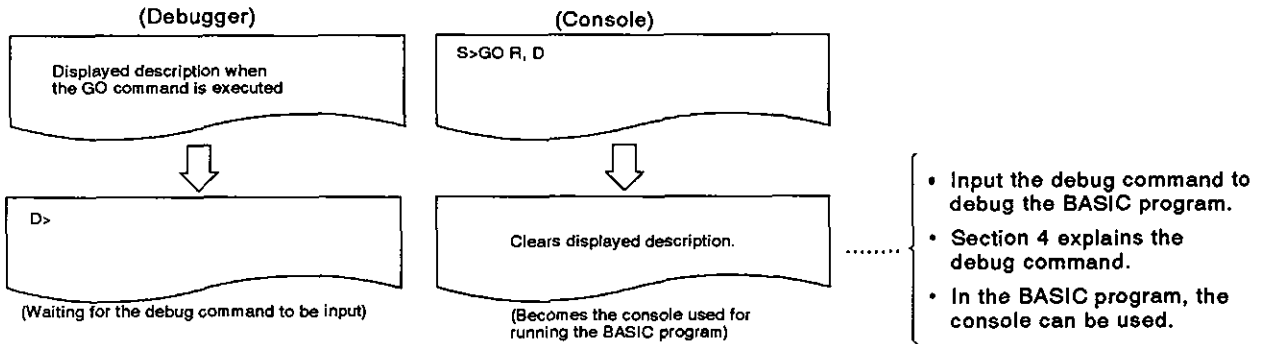 (Debugger)
Displayed description when
the GO command is executed
D>
(Waiting for the debug command to be input)
(Console)
S>GO R, D
Clears displayed description.
(Becomes the console used for
running the BASIC program)
• Input the debug command to
debug the BASIC program.
• Section 4 explains the
debug command.
• In the BASIC program, the
console can be used.